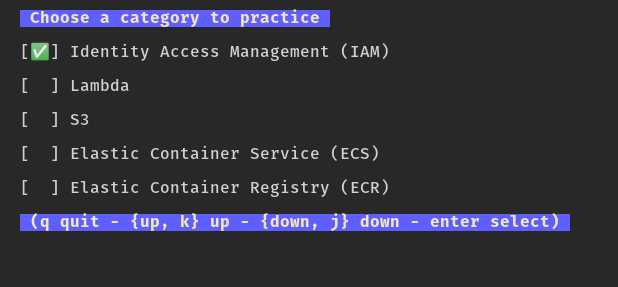 Choose a category to practice
[✅] Identity Access Management (IAM)
[  ] Lambda
[  ] S3
[  ] Elastic Container Service (ECS)
[  ] Elastic Container Registry (ECR)
(q quit - {up, k} up - {down, j} down - enter select)